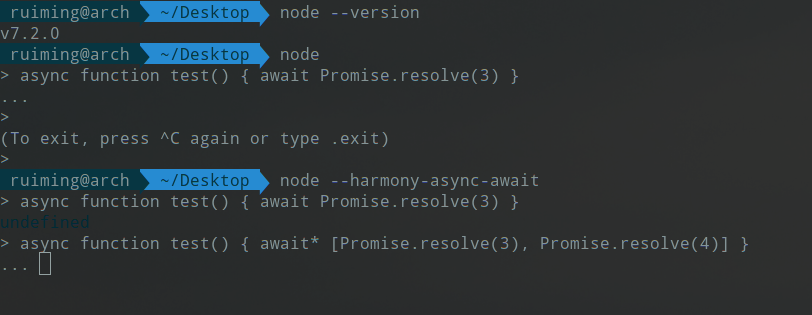 ruiming@arch ~/Desktop node --version
v7.2.0
ruiming@arch ~/Desktop node
> async function test() { await Promise.resolve(3) }
...
>
(To exit, press ^C again or type .exit)
>
ruiming@arch ~/Desktop node --harmony-async-await
> async function test() { await Promise.resolve(3) }
undefined
> async function test() { await* [Promise.resolve(3), Promise.resolve(4)] }
...